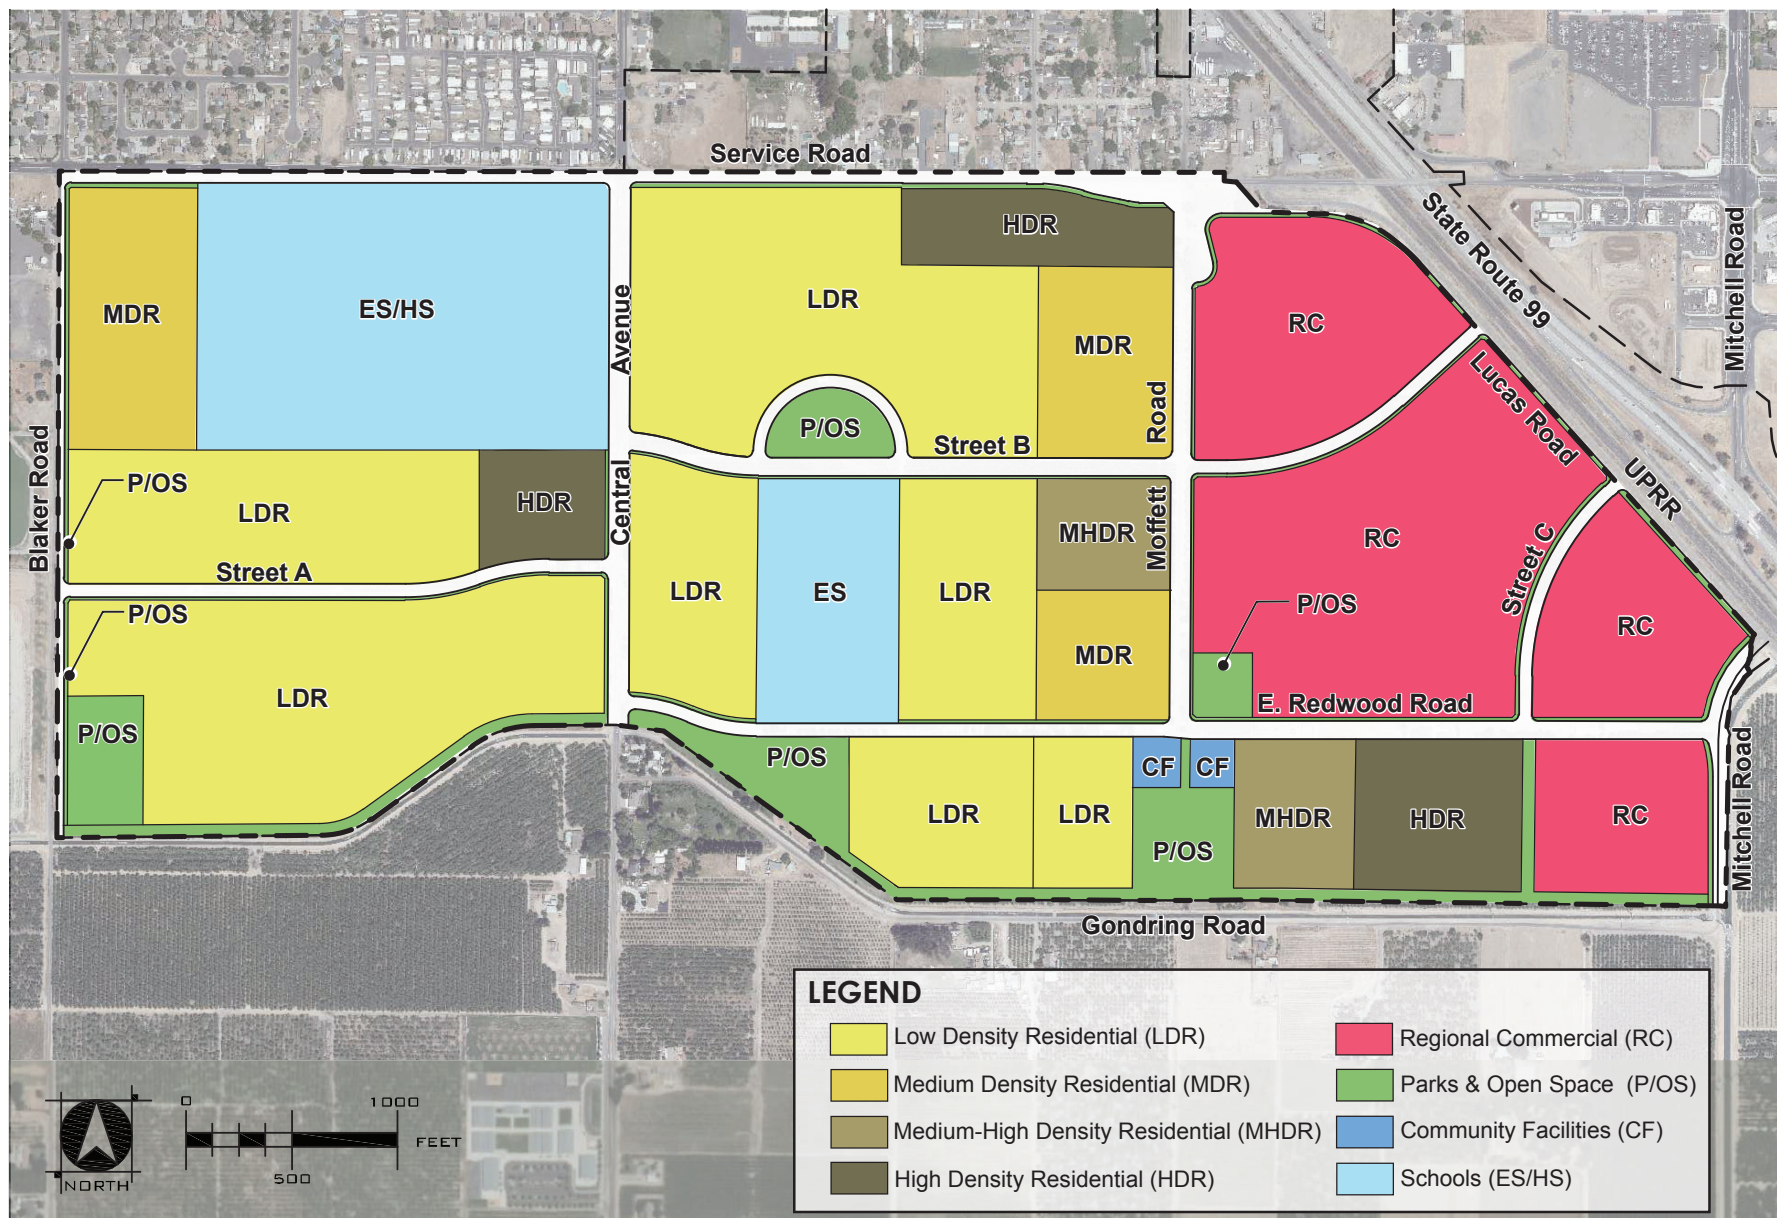 Service Road
State Route 99
Mitchell Road
HDR
MDR
ES/HS
LDR
RC
Avenue
MDR
Road
Lucas Road
P/OS
Street B
Blaker Road
P/OS
LDR
HDR
Central
UPRR
MHDR
Moffett
RC
Street C
Street A
LDR
ES
LDR
P/OS
P/OS
RC
MDR
LDR
E. Redwood Road
P/OS
P/OS
CF
CF
Mitchell Road
LDR
LDR
MHDR
HDR
RC
P/OS
Gondring Road
LEGEND
Low Density Residential (LDR)
Medium Density Residential (MDR)
Medium-High Density Residential (MHDR)
High Density Residential (HDR)
Regional Commercial (RC)
Parks & Open Space (P/OS)
Community Facilities (CF)
Schools (ES/HS)
0
1000
FEET
500
NORTH